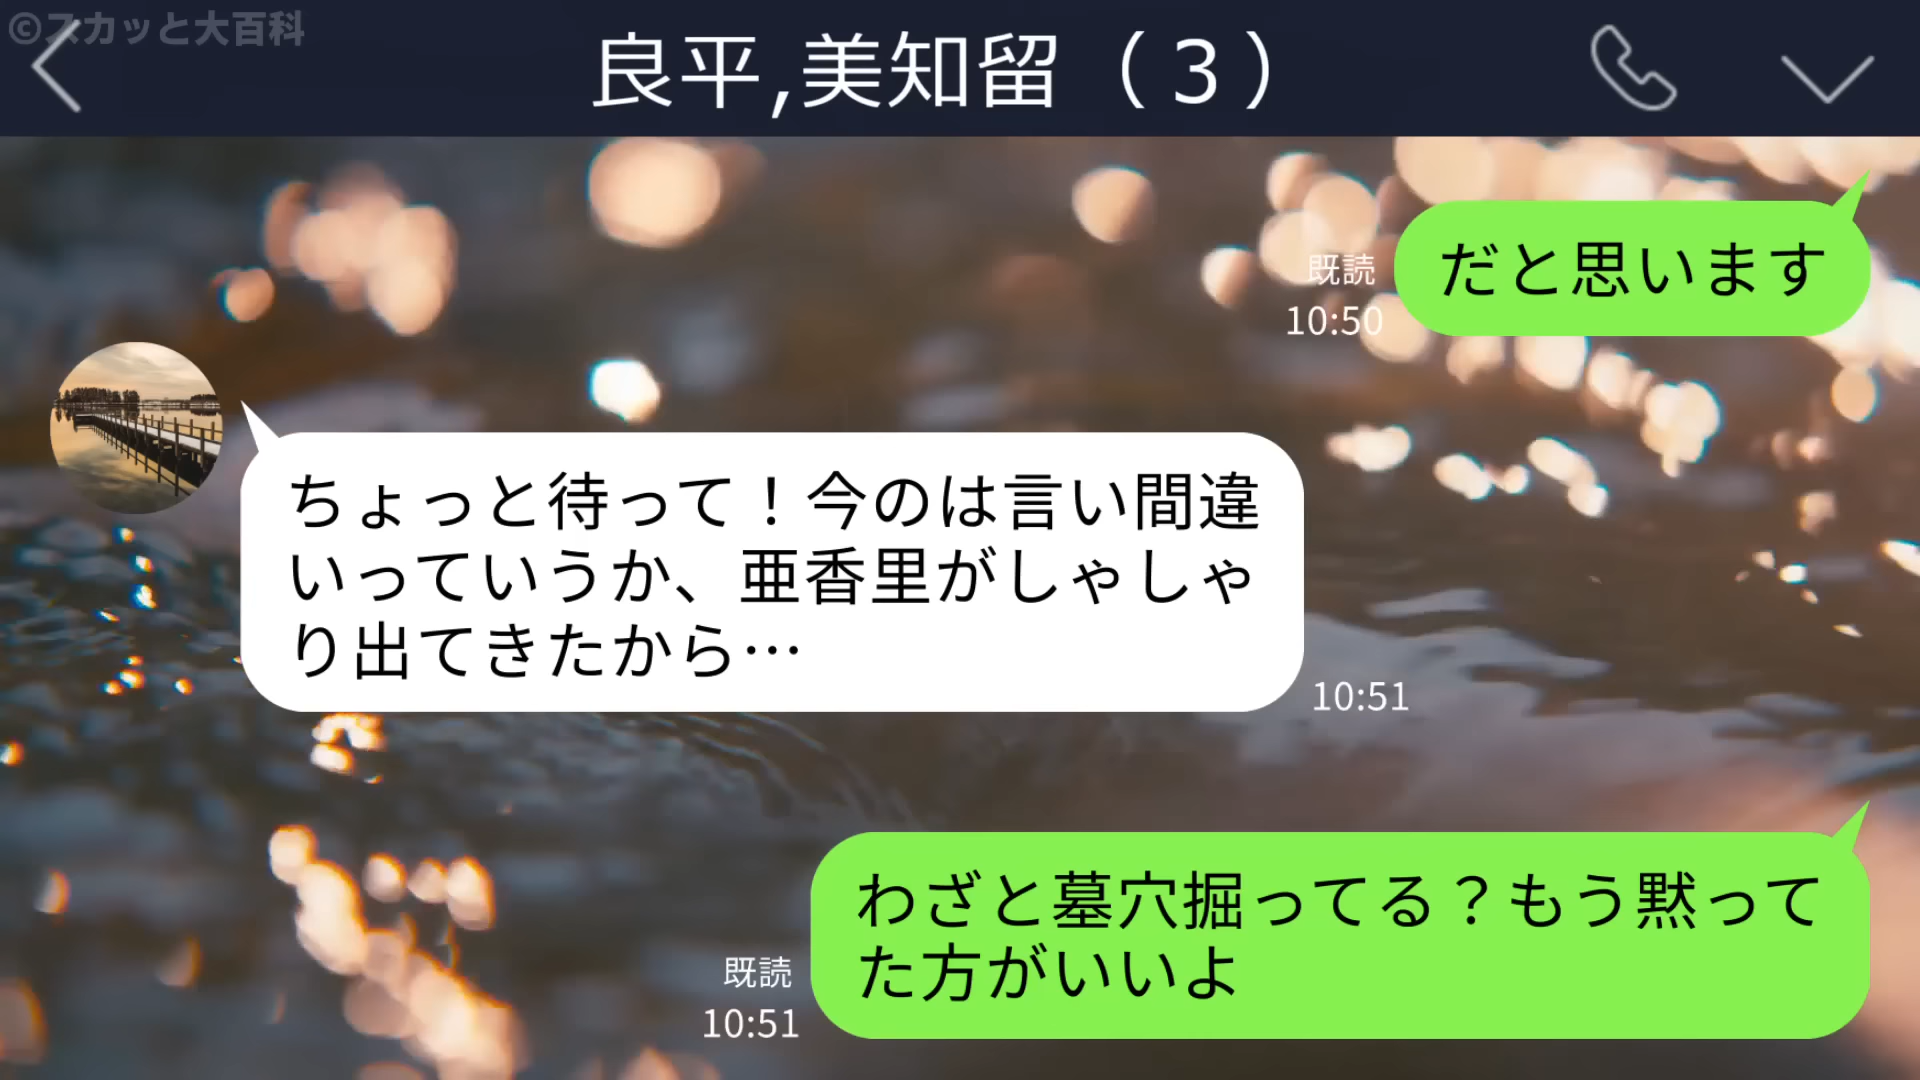 ©スカッと大百科
良平,美知留（3）
だと思います
既読
10:50
ちょっと待って！今のは言い間違
いっていうか、亜香里がしゃしゃ
り出てきたから…
10:51
わざと墓穴掘ってる？もう黙って
た方がいいよ
既読
10:51